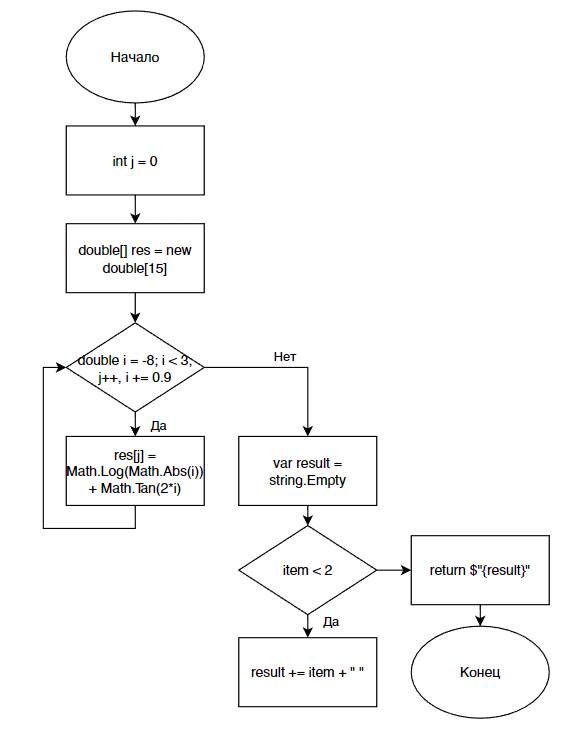 Начало
int j = 0
double[] res = new
double[15]
double i = -8; i < 3;
j++, i += 0.9
Нет
Да
res[j] =
Math.Log(Math.Abs(i))
+ Math.Tan(2*i)
var result =
string.Empty
item < 2
return $"{result}"
Да
result += item + " "
Конец